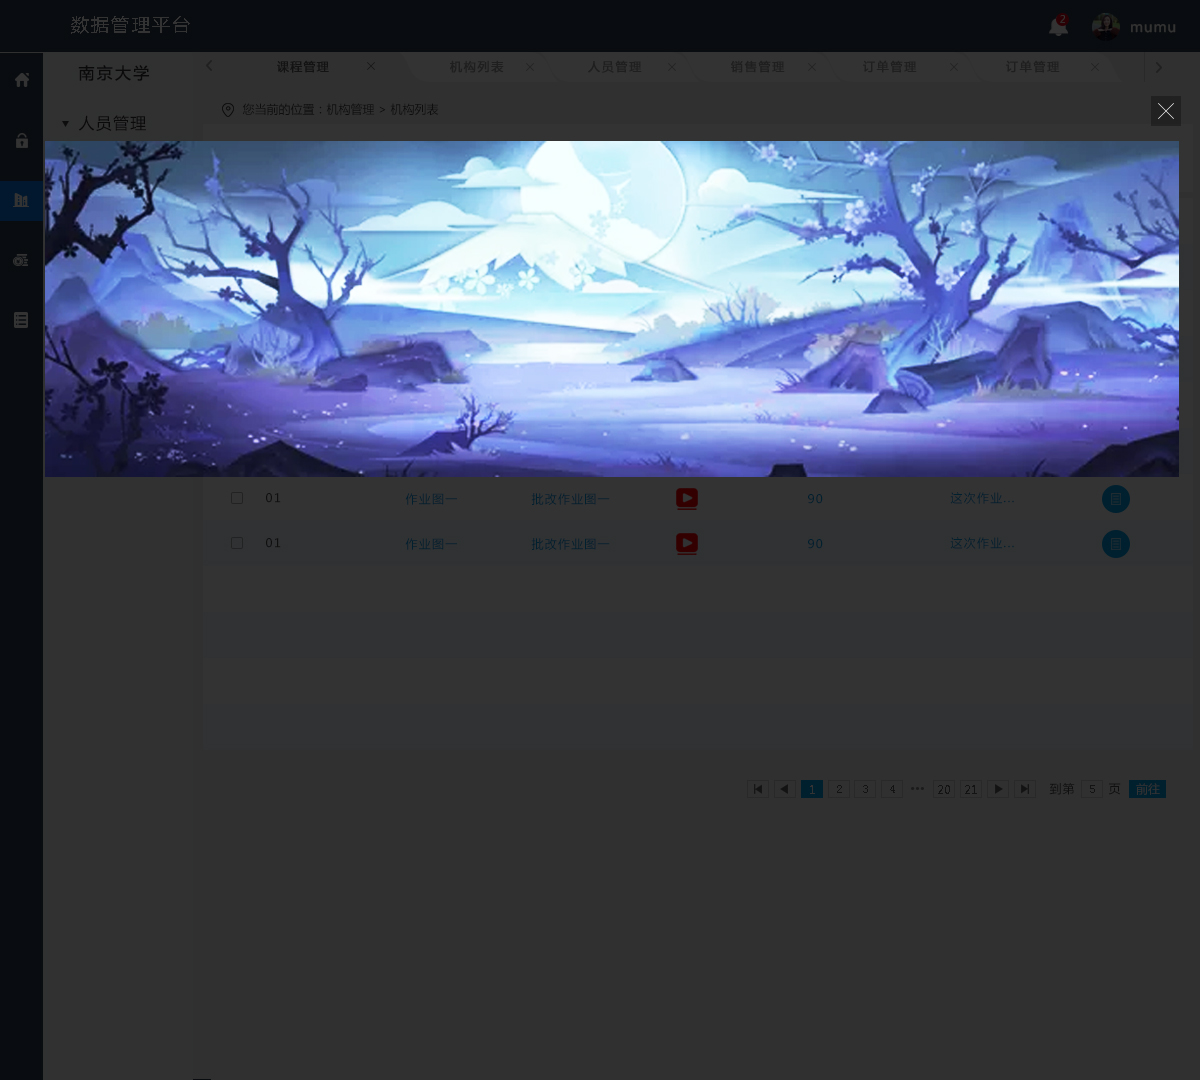 数据管理平台
2
mumu
南京大学
课程管理
机构列表
人员管理
销售管理
订单管理
订单管理
您当前的位置：机构管理 > 机构列表
人员管理
01 作业图一 批改作业图一 90 这次作业...
01 作业图一 批改作业图一 90 这次作业...
1 2 3 4 ··· 20 21 到第 5 页 前往